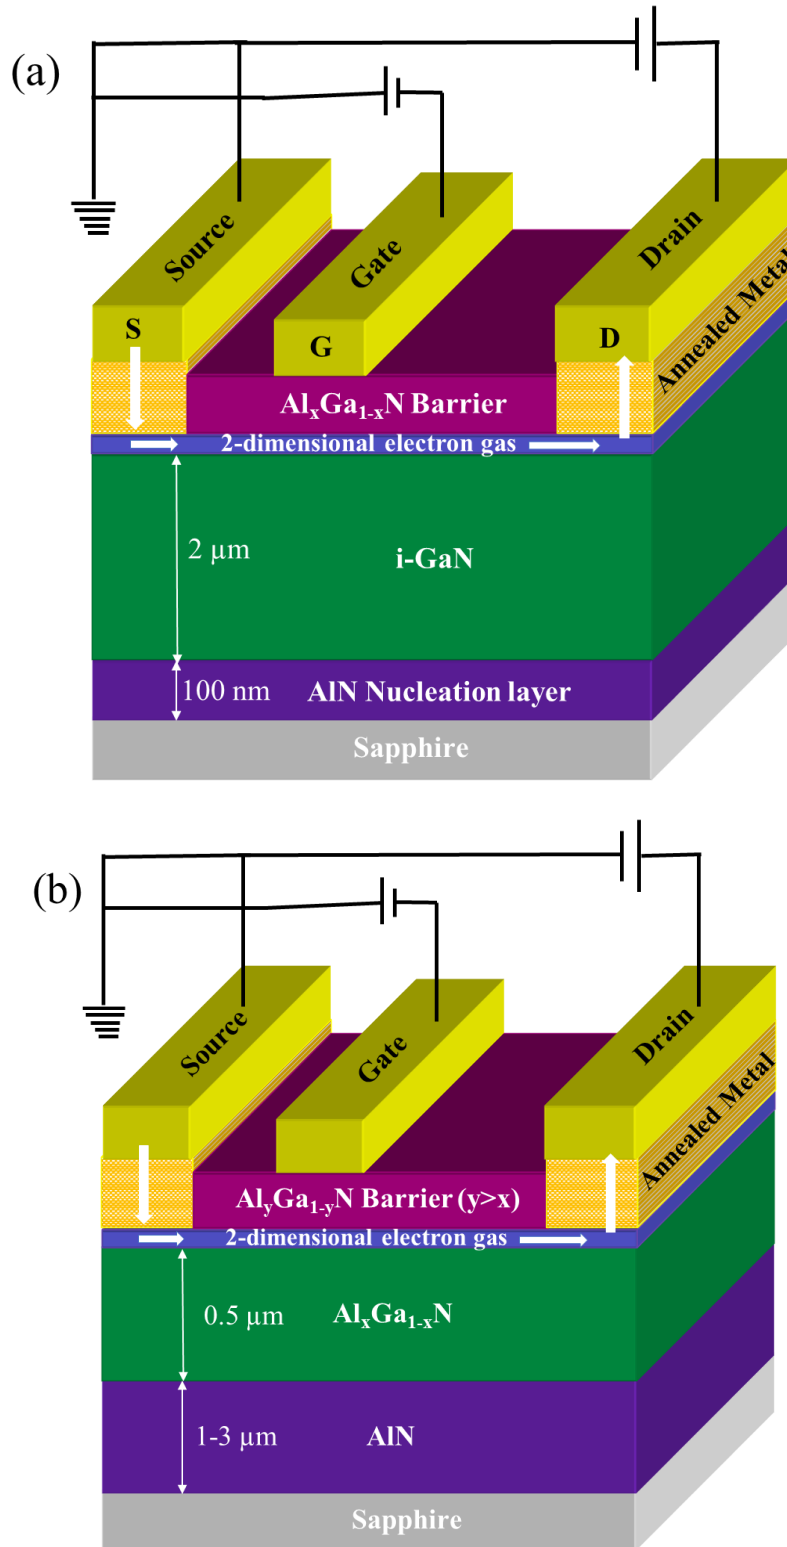 (a)
Source
Gate
Drain
S
G
D
Annealed Metal
AlₓGa₁₋ₓN Barrier
2-dimensional electron gas
2 µm
i-GaN
100 nm
AlN Nucleation layer
Sapphire
(b)
Source
Gate
Drain
Annealed Metal
AlᵧGa₁₋ᵧN Barrier (y>x)
2-dimensional electron gas
0.5 µm
AlₓGa₁₋ₓN
1-3 µm
AlN
Sapphire